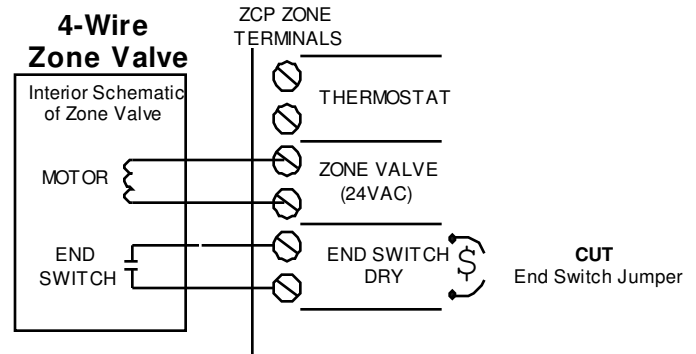 4-Wire
Zone Valve
ZCP ZONE
TERMINALS
Interior Schematic
of Zone Valve
THERMOSTAT
MOTOR
ZONE VALVE
(24VAC)
END
SWITCH
END SWITCH
DRY
CUT
End Switch Jumper